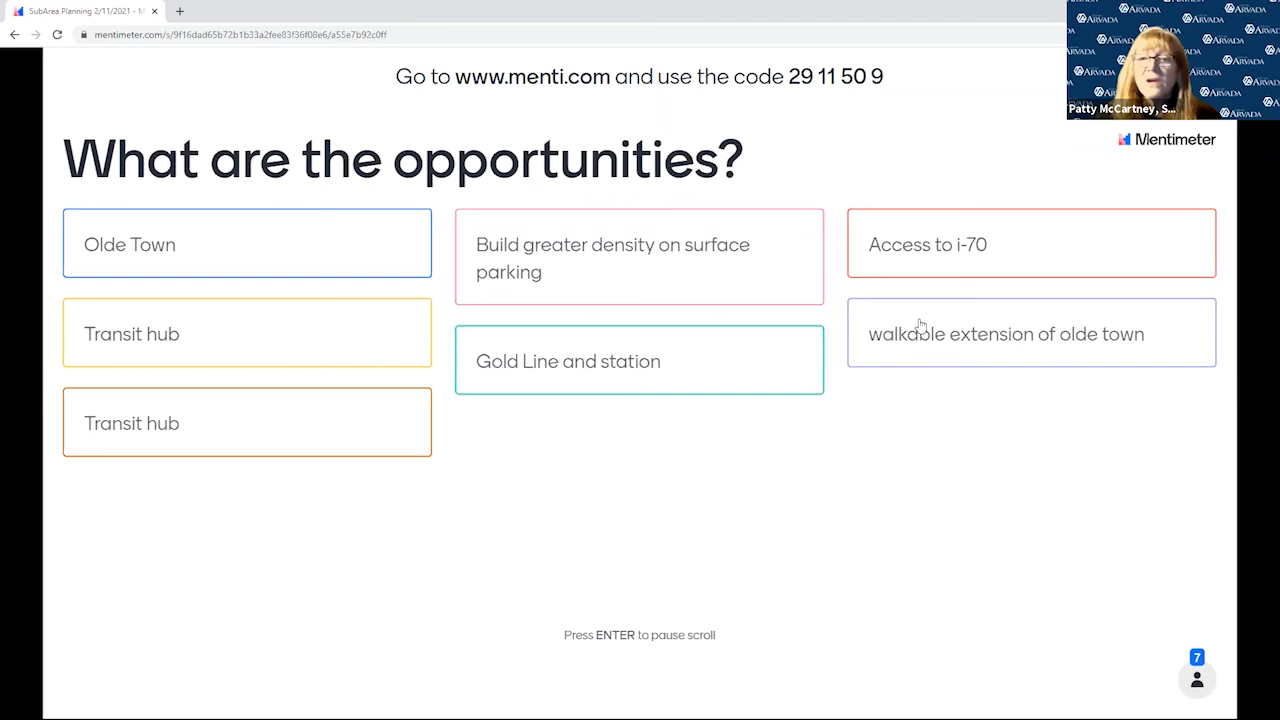 SubArea Planning 2/11/2021 - M
mentimeter.com/s/9f16dad65b72b1b33a2fee83f36f08e6/a55e7b92c0ff
Go to www.menti.com and use the code 29 11 50 9
ARVADA
Patty McCartney, S...
Mentimeter
What are the opportunities?
Olde Town
Build greater density on surface
parking
Access to i-70
Transit hub
Gold Line and station
walkable extension of olde town
Transit hub
Press ENTER to pause scroll
7